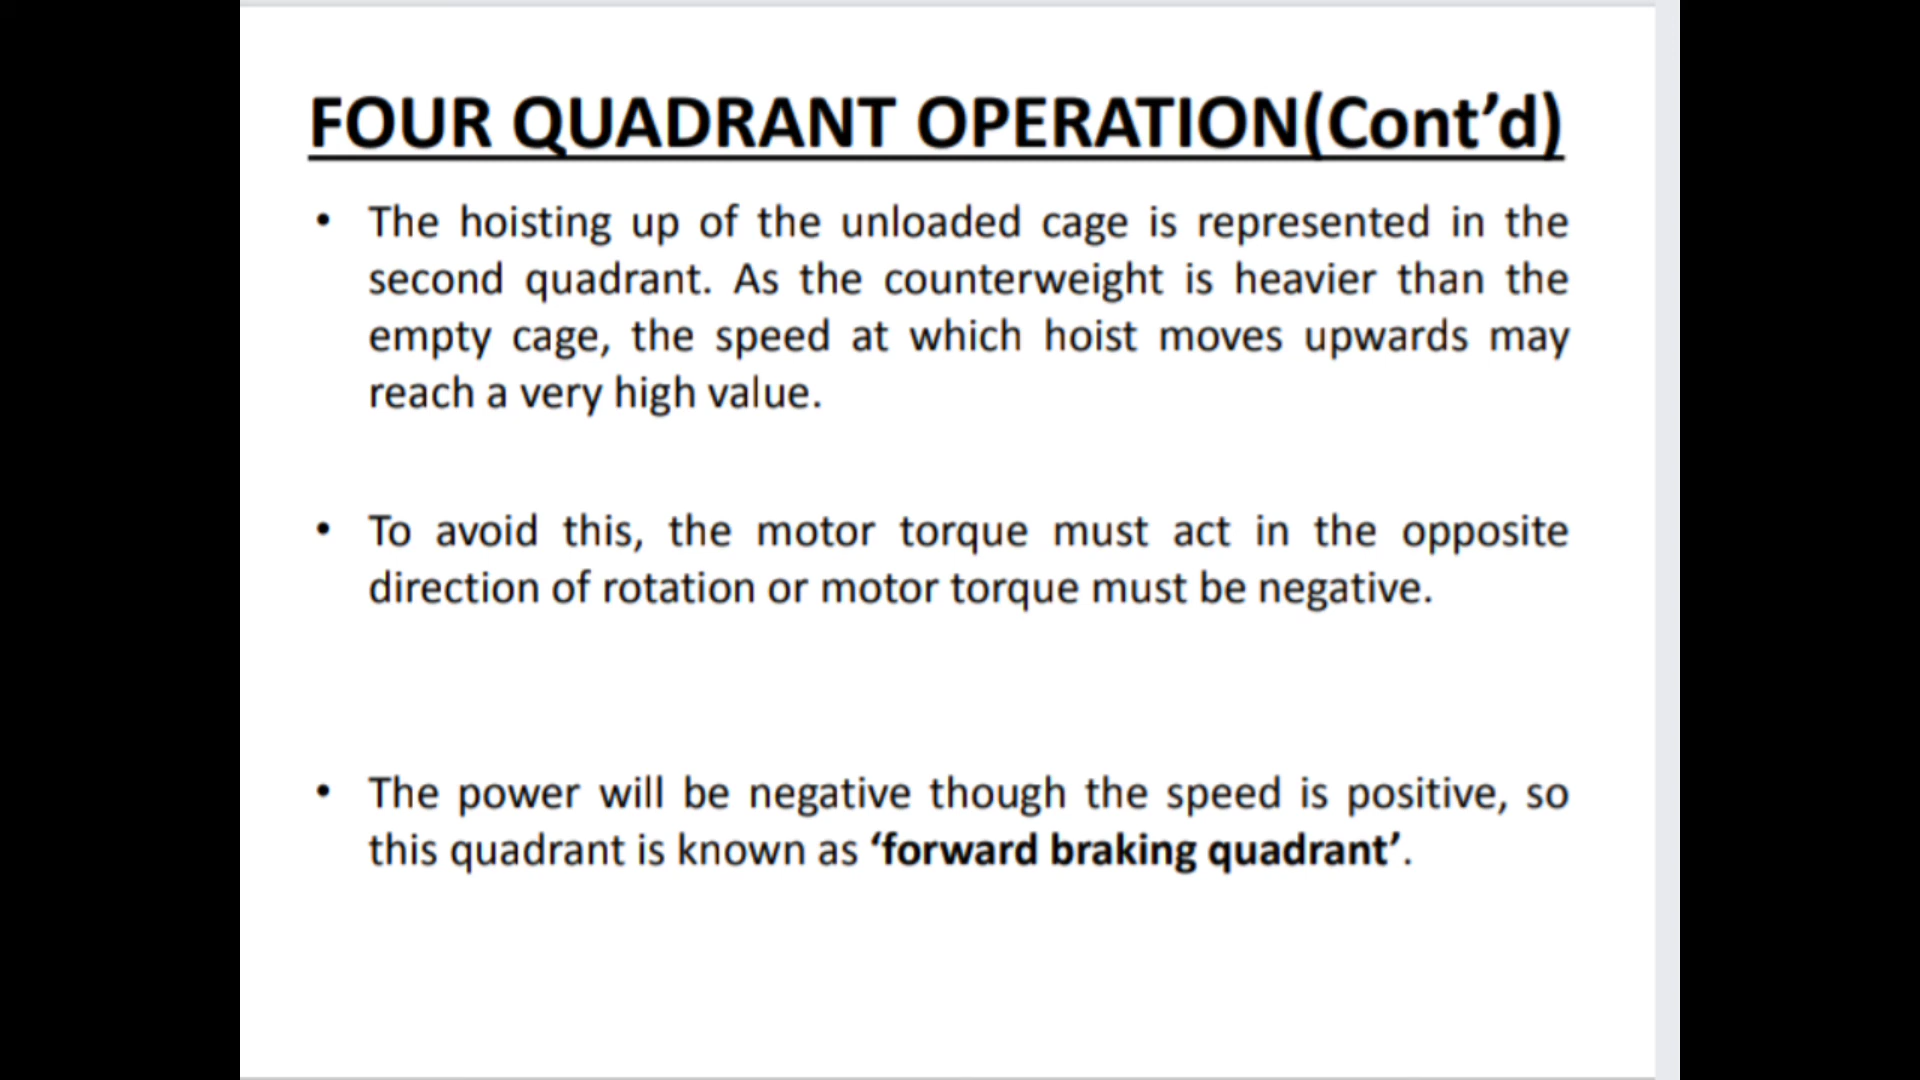 FOUR QUADRANT OPERATION(Cont’d)
• The hoisting up of the unloaded cage is represented in the
second quadrant. As the counterweight is heavier than the
empty cage, the speed at which hoist moves upwards may
reach a very high value.
• To avoid this, the motor torque must act in the opposite
direction of rotation or motor torque must be negative.
• The power will be negative though the speed is positive, so
this quadrant is known as ‘forward braking quadrant’.